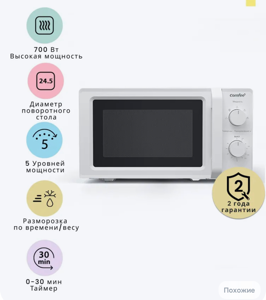 700 Вт
Высокая мощность
24.5
Диаметр
поворотного
стола
5
5 Уровней
мощности
Разморозка
по времени/весу
30
min
0-30 мин
Таймер
Comfee'
2
2 года
гарантии
Похожие